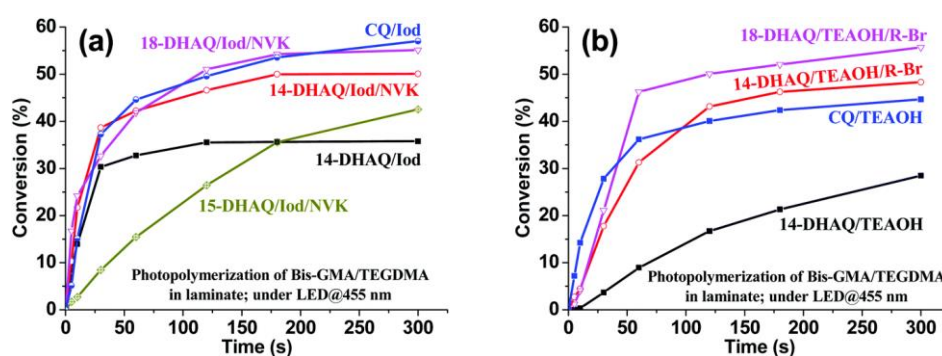 (a)
CQ/Iod
18-DHAQ/Iod/NVK
14-DHAQ/Iod/NVK
14-DHAQ/Iod
15-DHAQ/Iod/NVK
Photopolymerization of Bis-GMA/TEGDMA
in laminate; under LED@455 nm
Conversion (%)
60
50
40
30
20
10
0
0 50 100 150 200 250 300
Time (s)
(b)
18-DHAQ/TEAOH/R-Br
14-DHAQ/TEAOH/R-Br
CQ/TEAOH
14-DHAQ/TEAOH
Photopolymerization of Bis-GMA/TEGDMA
in laminate; under LED@455 nm
Conversion (%)
60
50
40
30
20
10
0
0 50 100 150 200 250 300
Time (s)